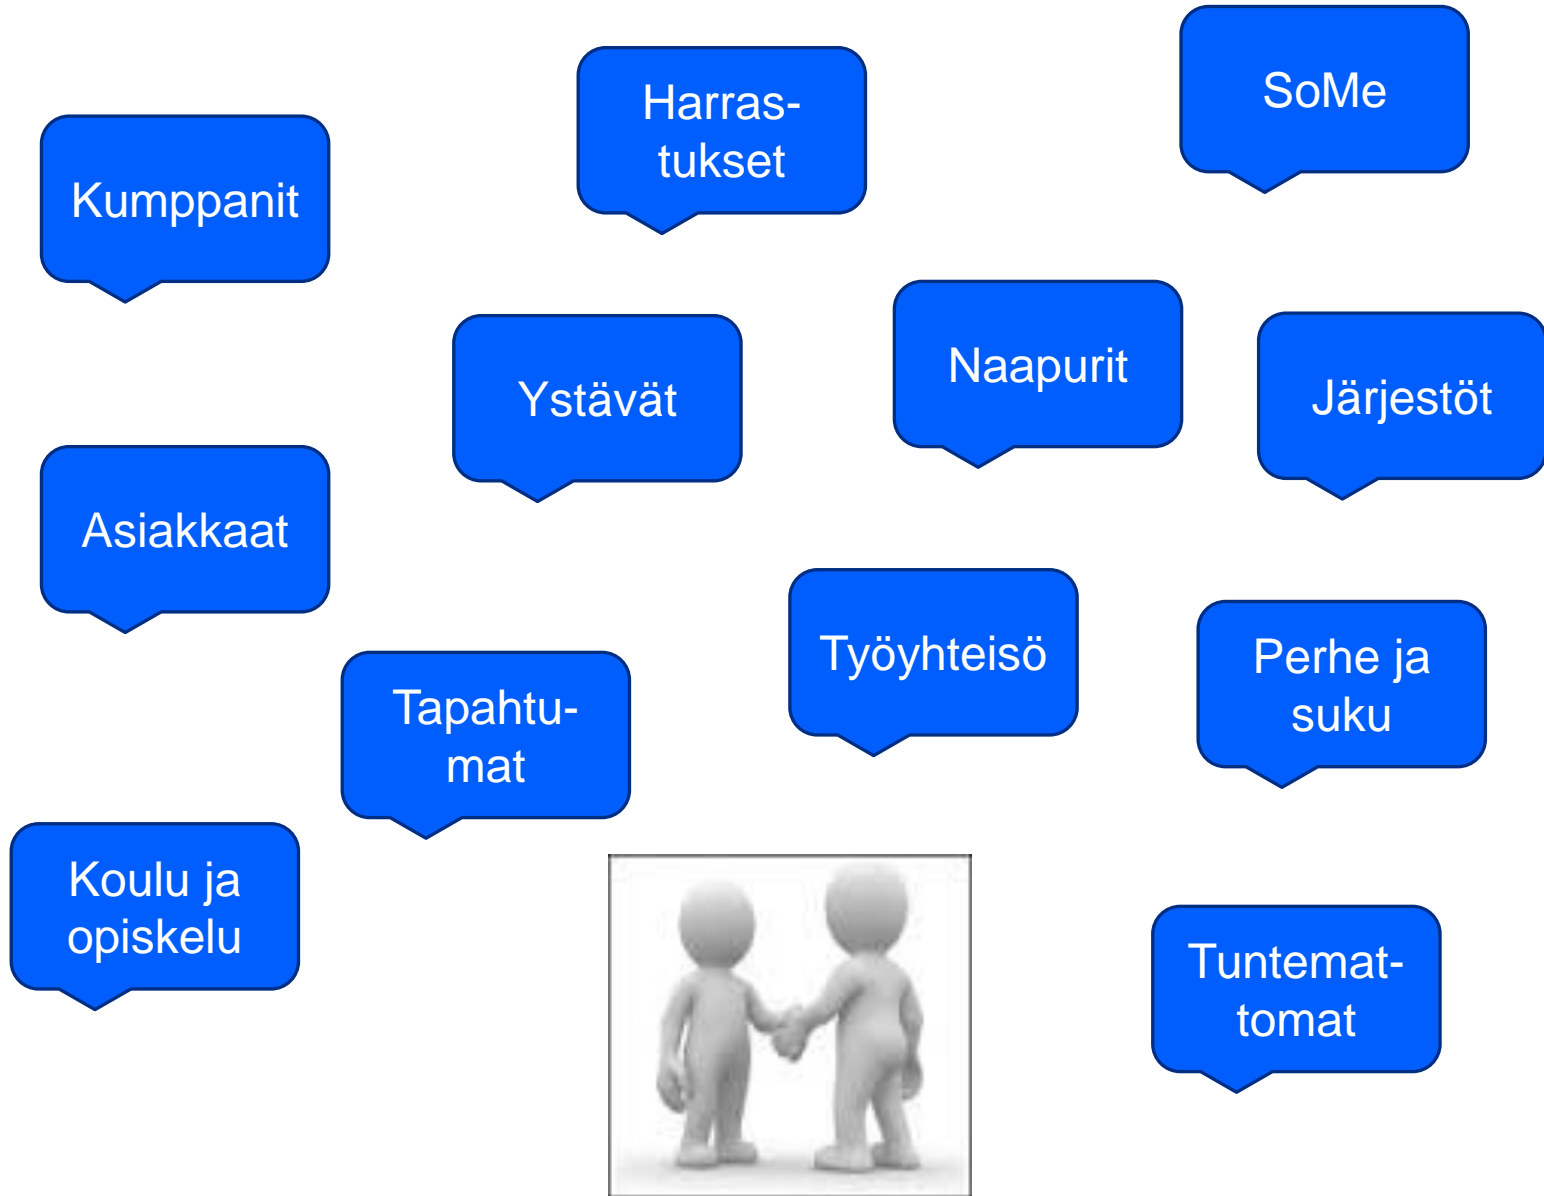 SoMe
Harras-
tukset
Kumppanit
Naapurit
Ystävät
Järjestöt
Asiakkaat
Työyhteisö
Perhe ja
suku
Tapahtu-
mat
Koulu ja
opiskelu
Tuntemat-
tomat